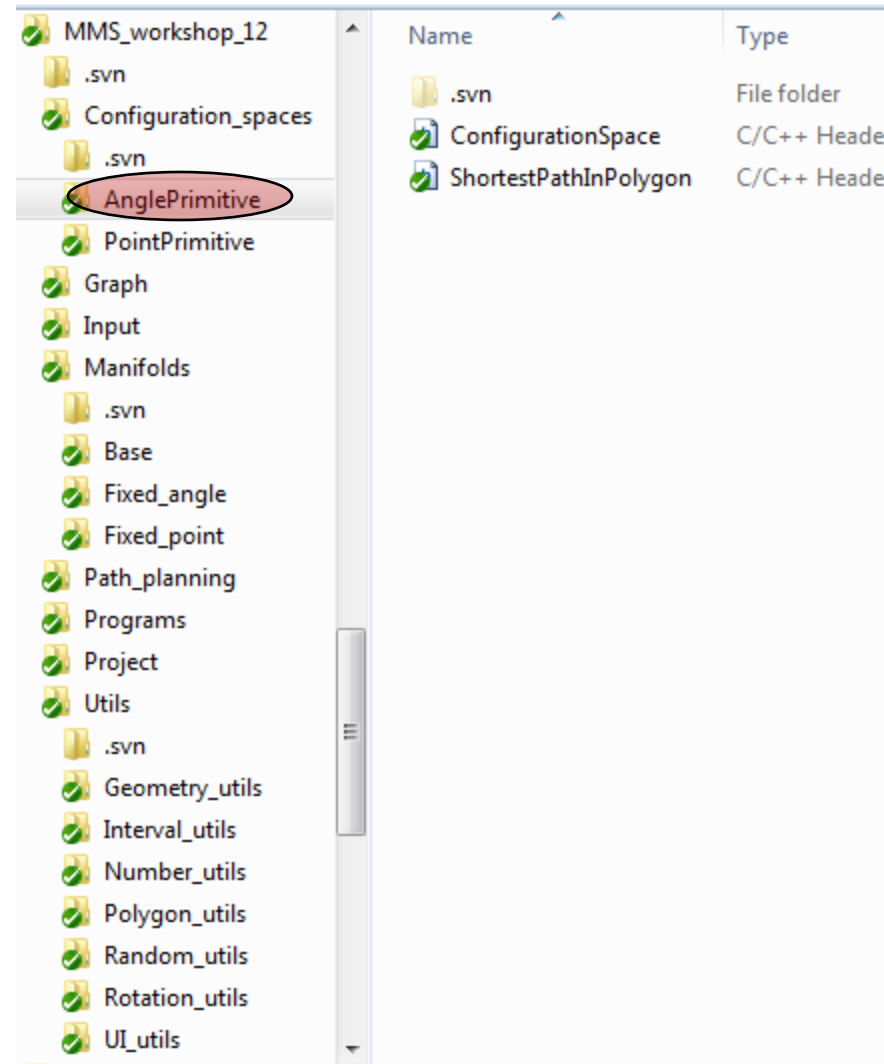 MMS_workshop_12
.svn
Configuration_spaces
.svn
AnglePrimitive
PointPrimitive
Graph
Input
Manifolds
.svn
Base
Fixed_angle
Fixed_point
Path_planning
Programs
Project
Utils
.svn
Geometry_utils
Interval_utils
Number_utils
Polygon_utils
Random_utils
Rotation_utils
UI_utils
Name Type
.svn File folder
ConfigurationSpace C/C++ Heade
ShortestPathInPolygon C/C++ Heade